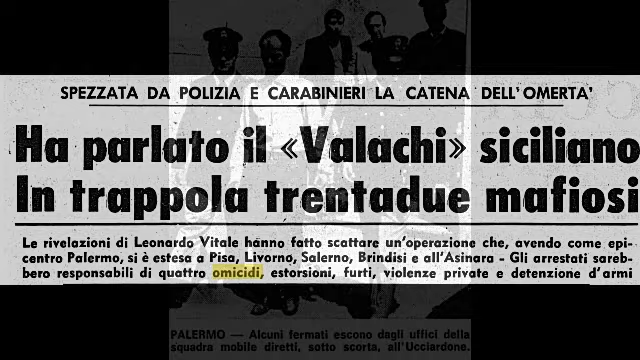 SPEZZATA DA POLIZIA E CARABINIERI LA CATENA DELL'OMERTA'
Ha parlato il «Valachi» siciliano
In trappola trentadue mafiosi
Le rivelazioni di Leonardo Vitale hanno fatto scattare un'operazione che, avendo come epi-
centro Palermo, si è estesa a Pisa, Livorno, Salerno, Brindisi e all'Asinara - Gli arrestati sareb-
bero responsabili di quattro omicidi, estorsioni, furti, violenze private e detenzione d'armi
PALERMO — Alcuni fermati escono dagli uffici della
squadra mobile diretti, sotto scorta, all'Ucciardone.